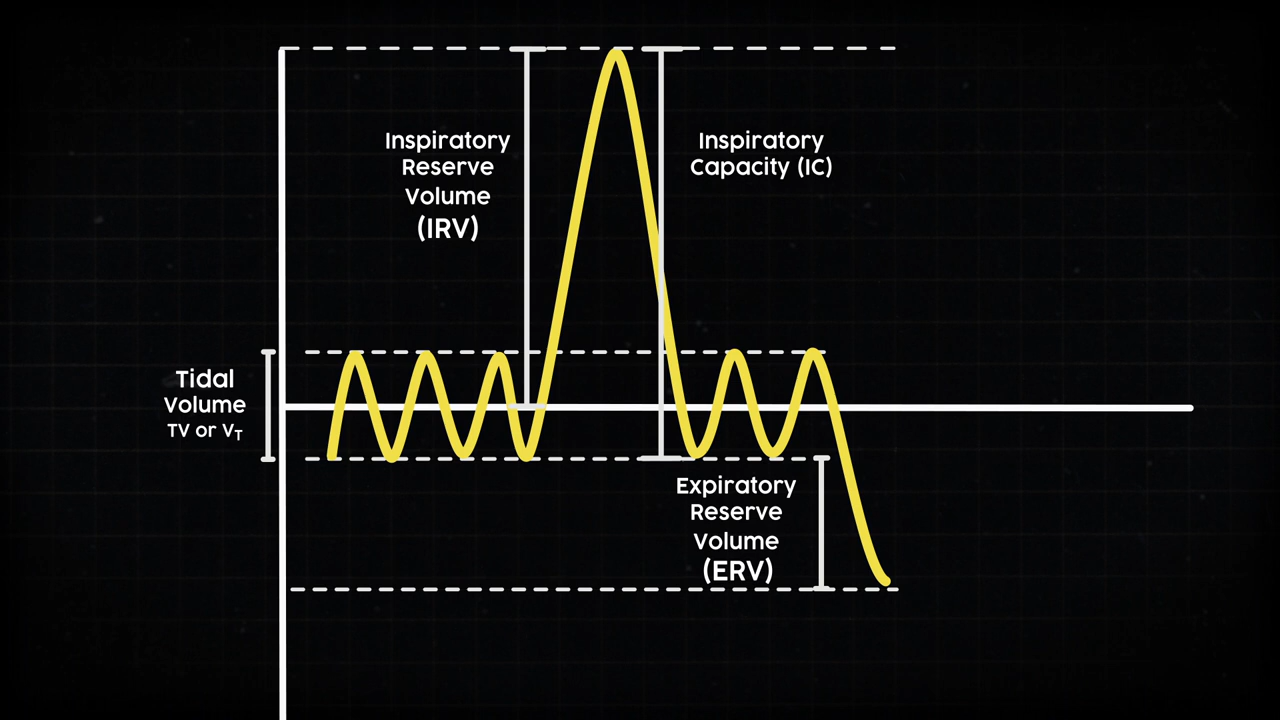 Inspiratory
Reserve
Volume
(IRV)
Inspiratory
Capacity (IC)
Tidal
Volume
TV or VT
Expiratory
Reserve
Volume
(ERV)